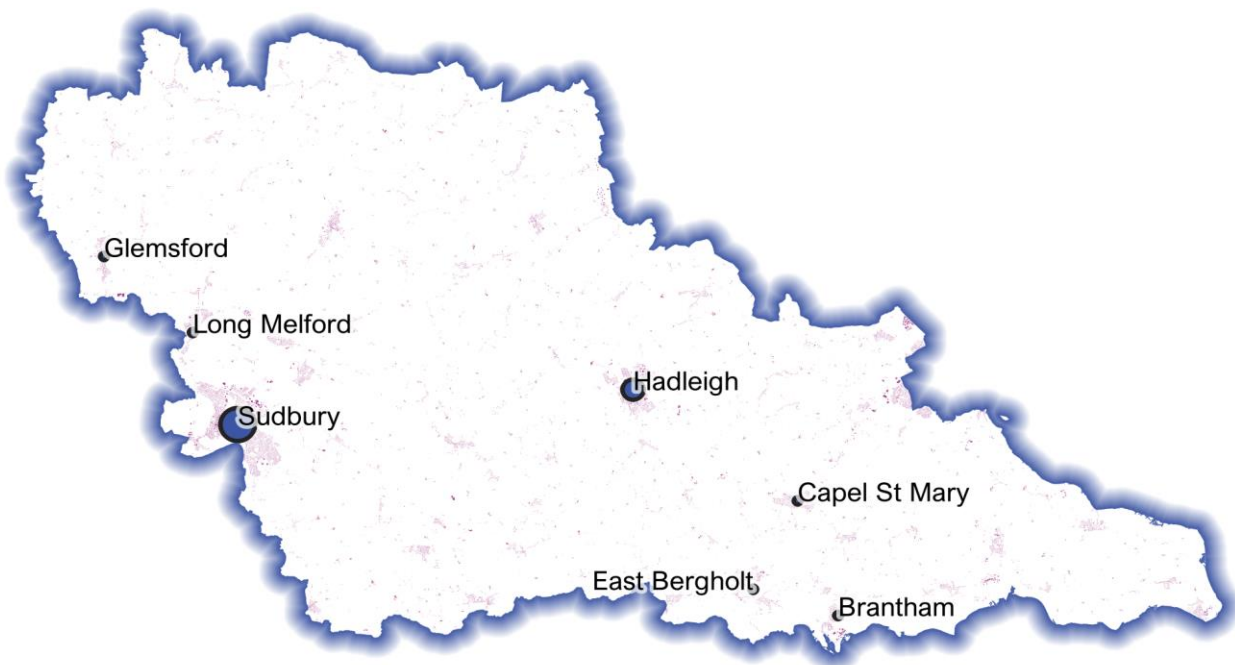 Glemsford
Long Melford
Hadleigh
Sudbury
Capel St Mary
East Bergholt
Brantham